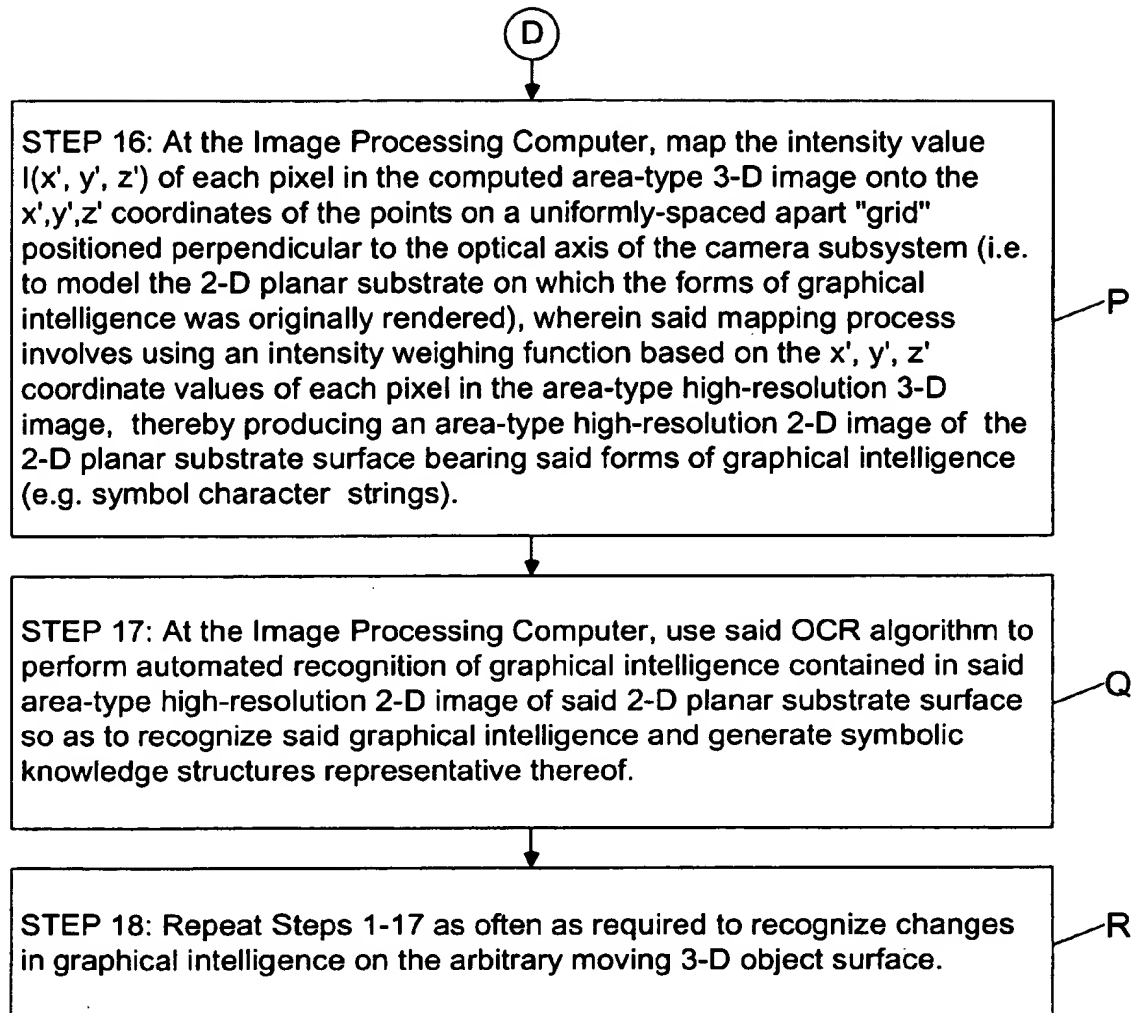 D
STEP 16: At the Image Processing Computer, map the intensity value
I(x', y', z') of each pixel in the computed area-type 3-D image onto the
x',y',z' coordinates of the points on a uniformly-spaced apart "grid"
positioned perpendicular to the optical axis of the camera subsystem (i.e.
to model the 2-D planar substrate on which the forms of graphical
intelligence was originally rendered), wherein said mapping process
involves using an intensity weighing function based on the x', y', z'
coordinate values of each pixel in the area-type high-resolution 3-D
image, thereby producing an area-type high-resolution 2-D image of the
2-D planar substrate surface bearing said forms of graphical intelligence
(e.g. symbol character strings).
P
STEP 17: At the Image Processing Computer, use said OCR algorithm to
perform automated recognition of graphical intelligence contained in said
area-type high-resolution 2-D image of said 2-D planar substrate surface
so as to recognize said graphical intelligence and generate symbolic
knowledge structures representative thereof.
Q
STEP 18: Repeat Steps 1-17 as often as required to recognize changes
in graphical intelligence on the arbitrary moving 3-D object surface.
R